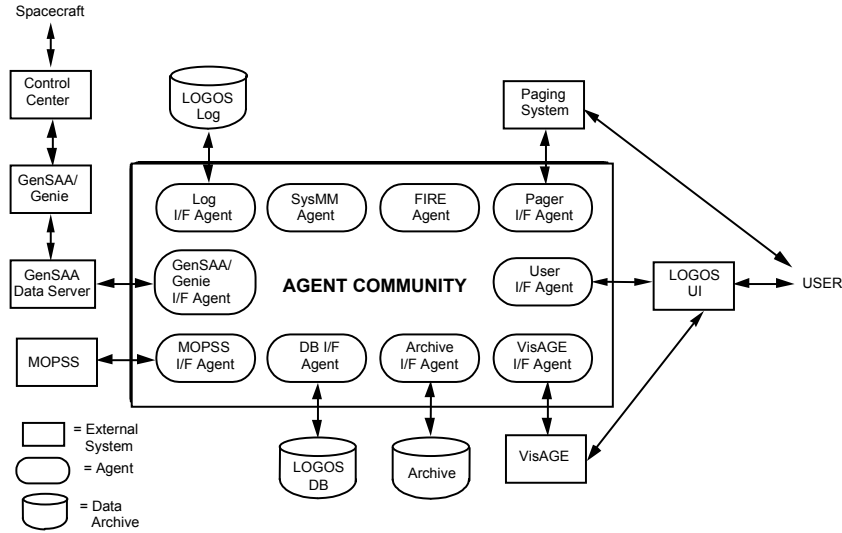 Spacecraft
Control
Center
GenSAA/
Genie
GenSAA
Data Server
MOPSS
LOGOS
Log
Paging
System
Log
I/F Agent
SysMM
Agent
FIRE
Agent
Pager
I/F Agent
GenSAA/
Genie
I/F Agent
AGENT COMMUNITY
User
I/F Agent
LOGOS
UI
USER
MOPSS
I/F Agent
DB I/F
Agent
Archive
I/F Agent
VisAGE
I/F Agent
LOGOS
DB
Archive
VisAGE
= External
System
= Agent
= Data
Archive